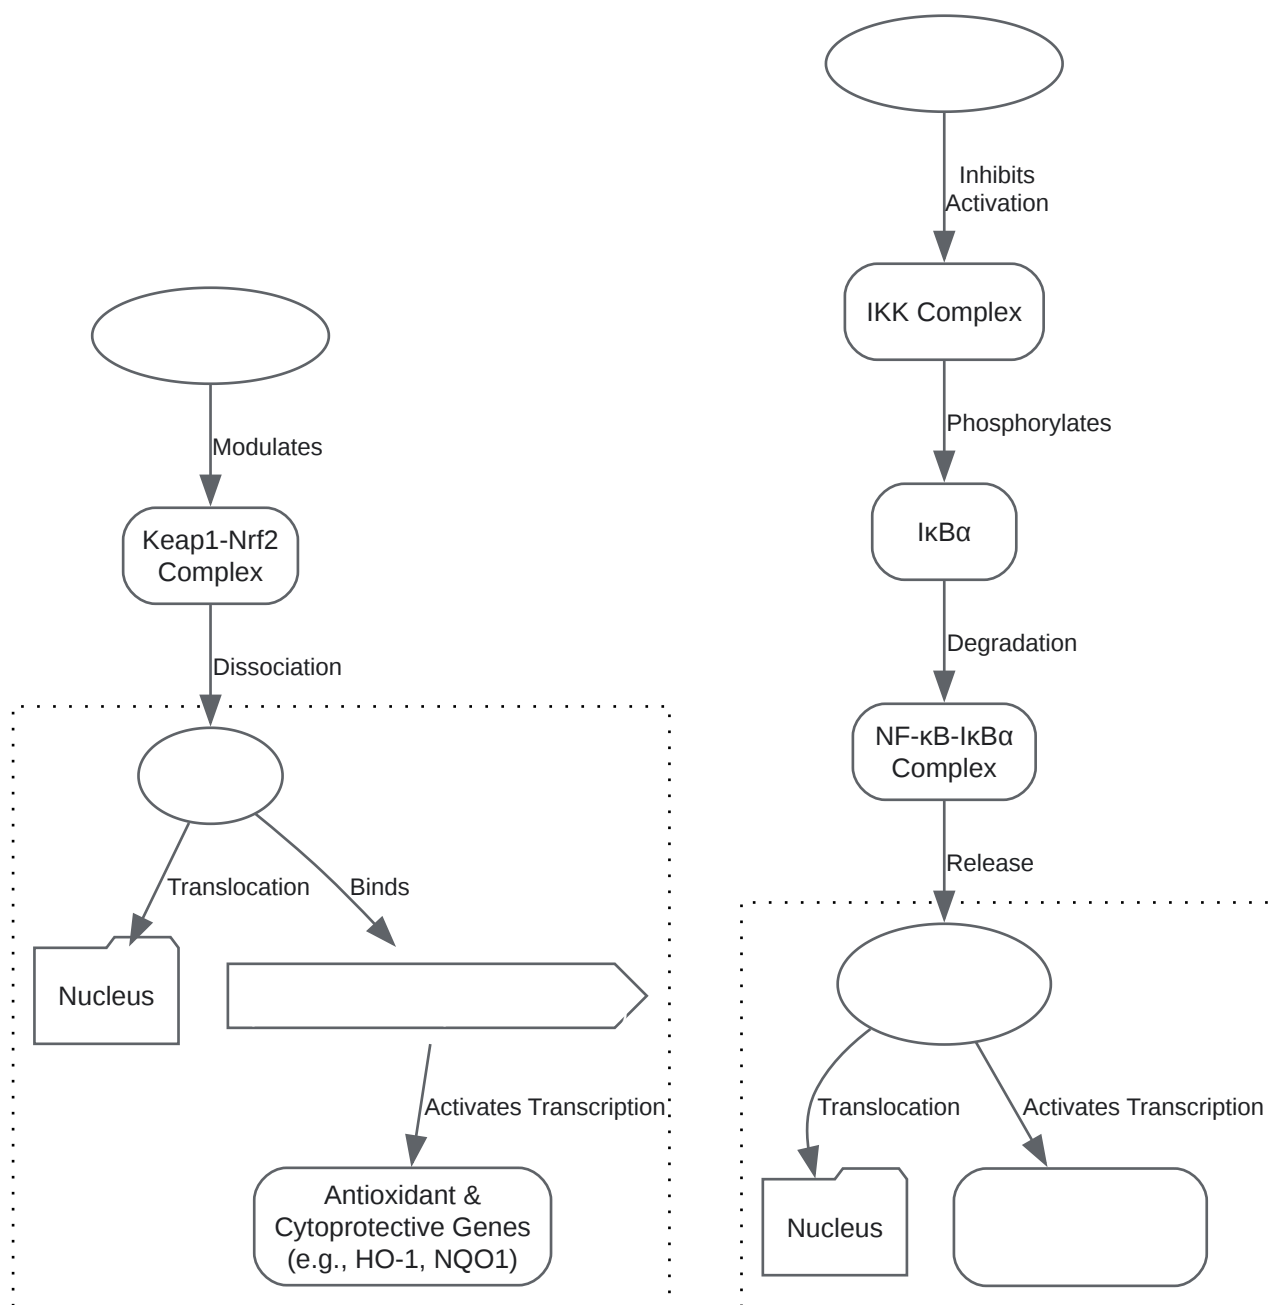 Inhibits
Activation
IKK Complex
Phosphorylates
IκBα
Degradation
NF-κB-IκBα
Complex
Release
Translocation
Activates Transcription
Nucleus
Modulates
Keap1-Nrf2
Complex
Dissociation
Translocation
Binds
Nucleus
Activates Transcription
Antioxidant &
Cytoprotective Genes
(e.g., HO-1, NQO1)